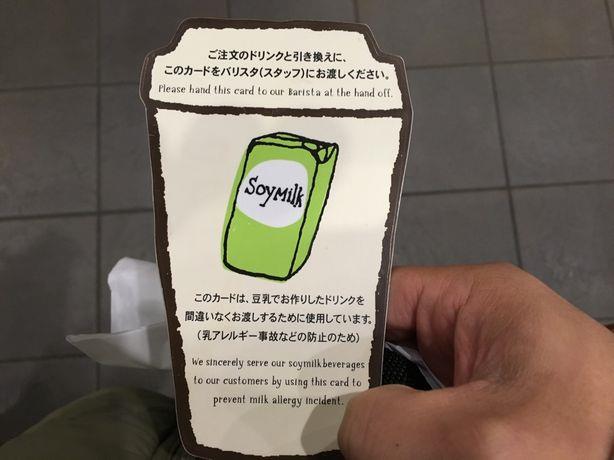 ご注文のドリンクと引き換えに、
このカードをバリスタ(スタッフ)にお渡しください。
Please hand this card to our Barista at the hand off.
Soymilk
このカードは、豆乳でお作りしたドリンクを
間違いなくお渡しするために使用しています。
(乳アレルギー事故などの防止のため)
We sincerely serve our soymilk beverages
to our customers by using this card to
prevent milk allergy incident.